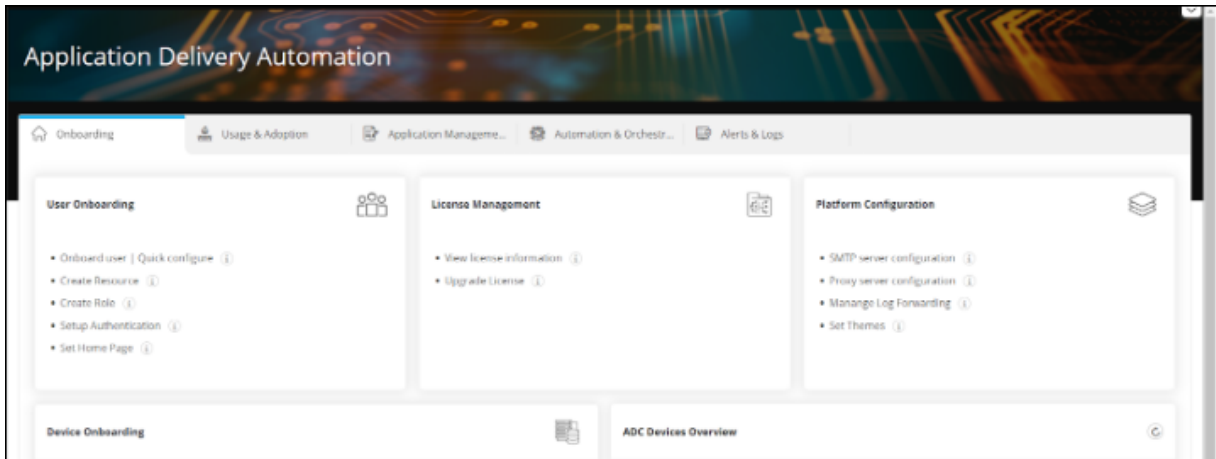 Application Delivery Automation
Onboarding
Usage & Adoption
Application Manageme...
Automation & Orchestr...
Alerts & Logs
User Onboarding
• Onboard user | Quick configure
• Create Resource
• Create Role
• Setup Authentication
• Set Home Page
License Management
• View license information
• Upgrade License
Platform Configuration
• SMTP server configuration
• Proxy server configuration
• Manange Log Forwarding
• Set Themes
Device Onboarding
ADC Devices Overview